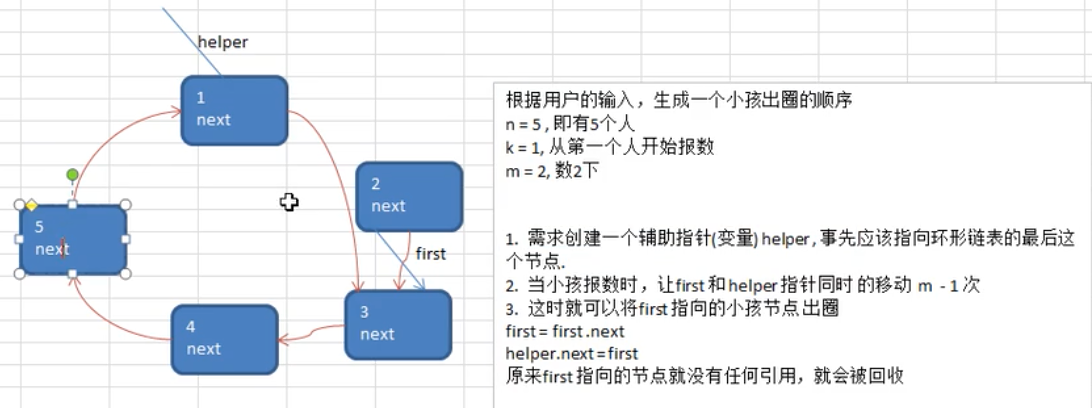 helper
1
next
2
next
5
next
first
3
next
4
next
根据用户的输入，生成一个小孩出圈的顺序
n = 5 , 即有5个人
k = 1, 从第一个人开始报数
m = 2, 数2下
1. 需求创建一个辅助指针(变量) helper , 事先应该指向环形链表的最后这
个节点.
2. 当小孩报数时，让first 和 helper 指针同时 的移动 m - 1 次
3. 这时就可以将first 指向的小孩节点 出圈
first = first .next
helper.next = first
原来first 指向的节点就没有任何引用，就会被回收